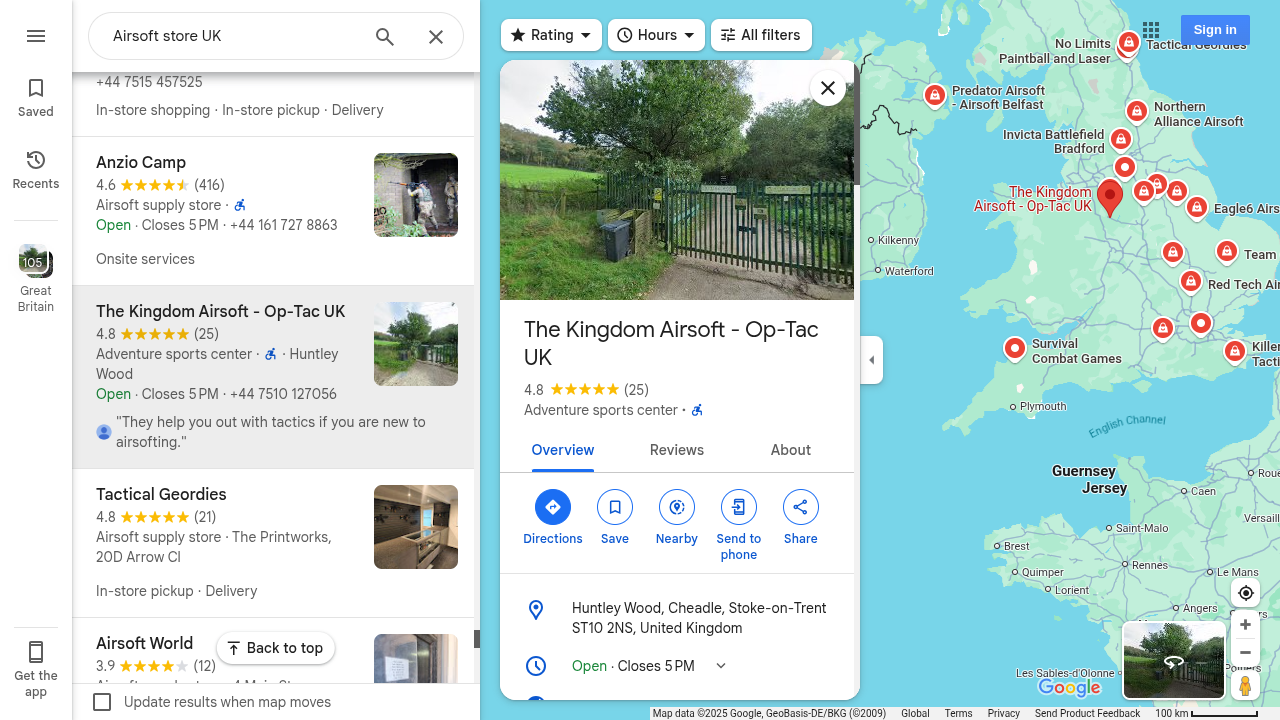 Airsoft store UK
Saved
Recents
105
Great
Britain
Get the
app
+44 7515 457525
In-store shopping · In-store pickup · Delivery
Anzio Camp
4.6 (416)
Airsoft supply store ·
Open · Closes 5 PM · +44 161 727 8863
Onsite services
The Kingdom Airsoft - Op-Tac UK
4.8 (25)
Adventure sports center · · Huntley
Wood
Open · Closes 5 PM · +44 7510 127056
"They help you out with tactics if you are new to
airsofting."
Tactical Geordies
4.8 (21)
Airsoft supply store · The Printworks,
20D Arrow Cl
In-store pickup · Delivery
Airsoft World
3.9 (12)
Back to top
Update results when map moves
Rating
Hours
All filters
The Kingdom Airsoft - Op-Tac
UK
4.8 (25)
Adventure sports center ·
Overview
Reviews
About
Directions
Save
Nearby
Send to
phone
Share
Huntley Wood, Cheadle, Stoke-on-Trent
ST10 2NS, United Kingdom
Open · Closes 5 PM
Sign in
No Limits
Paintball and Laser
Tactical Geordies
Predator Airsoft
- Airsoft Belfast
Northern
Alliance Airsoft
Invicta Battlefield
Bradford
The Kingdom
Airsoft - Op-Tac UK
Eagle6 Airs
Kilkenny
Waterford
Team
Red Tech Air
Survival
Combat Games
Killer
Tacti
Plymouth
English Channel
Guernsey
Jersey
Caen
Roue
Saint-Malo
Versaill
Brest
Rennes
Quimper
Le Mans
Lorient
Angers
Les Sables-d'Olonne
Poitiers
Google
Map data ©2025 Google, GeoBasis-DE/BKG (©2009)
Global
Terms
Privacy
Send Product Feedback
100 km